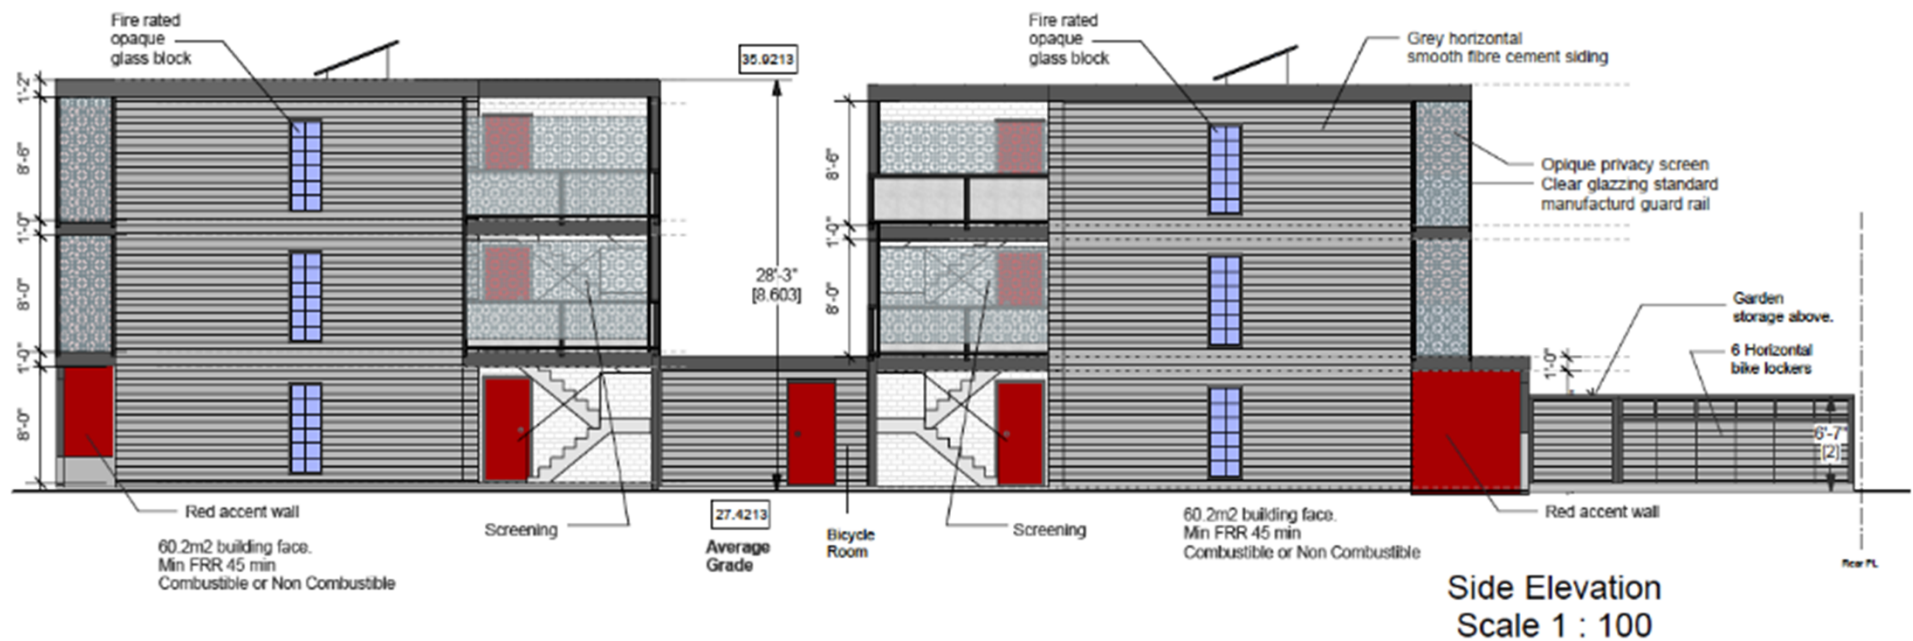 Fire rated
opaque
glass block
35.9213
Fire rated
opaque
glass block
Grey horizontal
smooth fibre cement siding
1'-2"
8'-6"
1'-0"
8'-0"
1'-0"
8'-0"
28'-3"
[8.603]
8'-6"
1'-0"
8'-0"
Opique privacy screen
Clear glazzing standard
manufacturd guard rail
Garden
storage above.
6 Horizontal
bike lockers
1'-0"
6'-7"
[2]
Red accent wall
60.2m2 building face.
Min FRR 45 min
Combustible or Non Combustible
Screening
27.4213
Average
Grade
Bicycle
Room
Screening
60.2m2 building face.
Min FRR 45 min
Combustible or Non Combustible
Red accent wall
Rear PL
Side Elevation
Scale 1 : 100